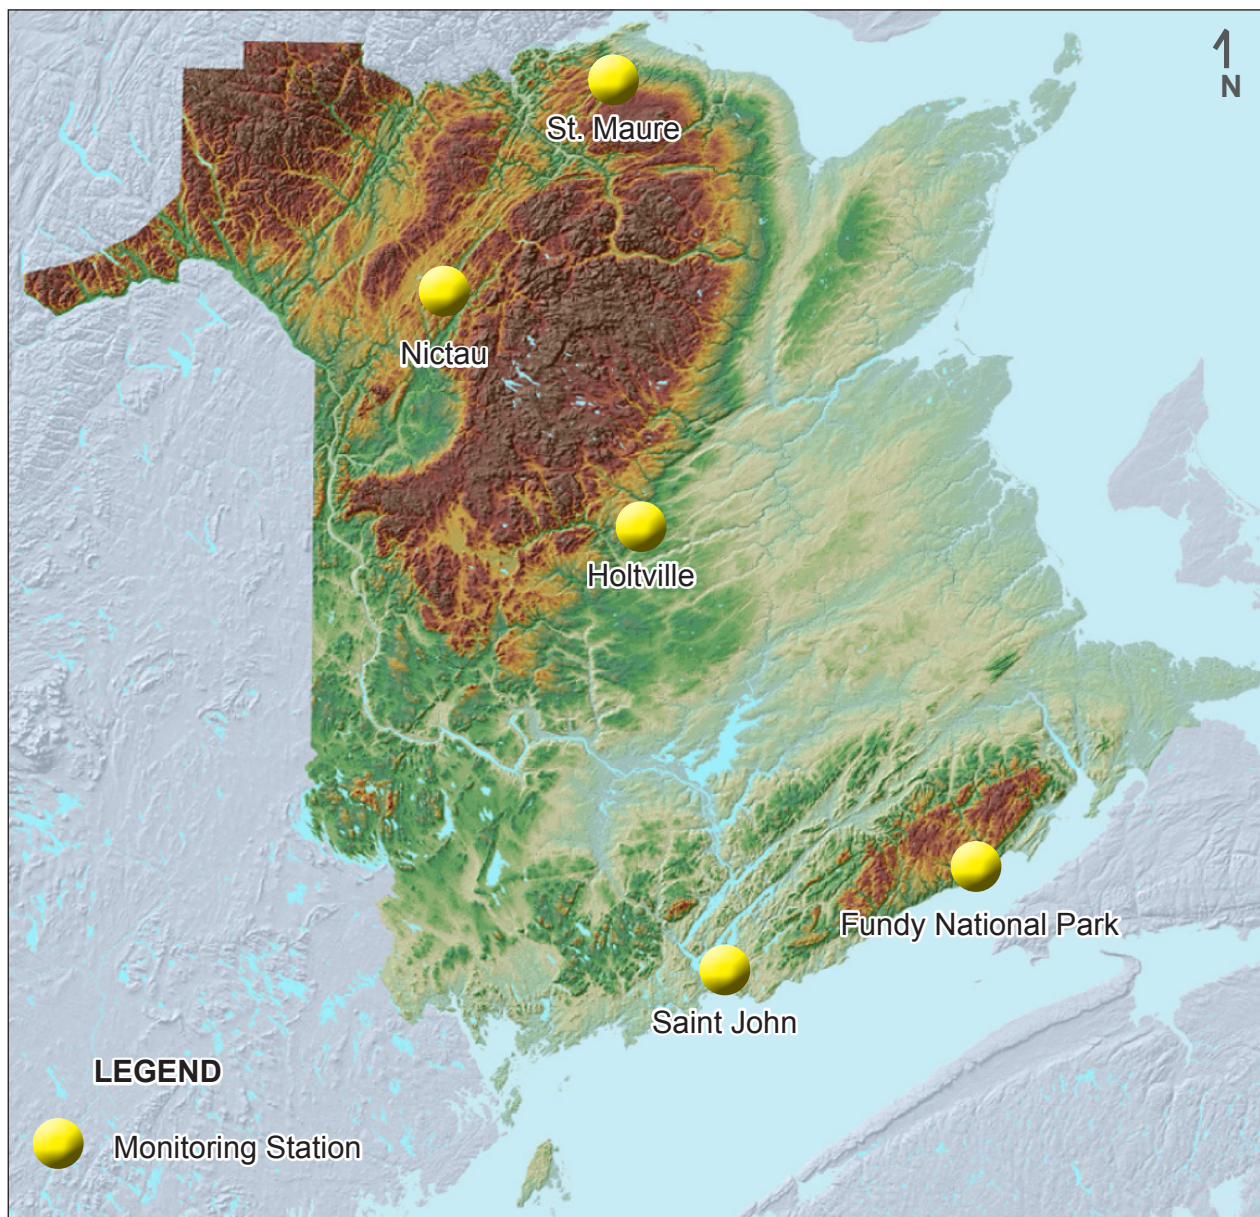 N
St. Maure
Nictau
Holtville
Fundy National Park
Saint John
LEGEND
Monitoring Station